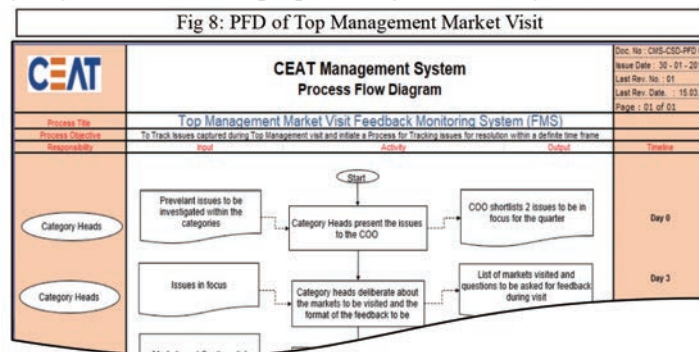 Fig 8: PFD of Top Management Market Visit
CEAT
CEAT Management System
Process Flow Diagram
Doc. No : CMS-CSD-PFD
Issue Date : 30 - 01 - 20
Last Rev. No. : 01
Last Rev. Date. : 15.03.
Page : 01 of 01
Process Title
Top Management Market Visit Feedback Monitoring System (FMS)
Process Objective
To Track Issues captured during Top Management visit and initiate a Process for Tracking issues for resolution within a definite time frame
Responsibility
Input
Activity
Output
Timeline
Start
Category Heads
Prevelant issues to be
investigated within the
categories
Category Heads present the issues
to the COO
COO shortlists 2 issues to be in
focus for the quarter
Day 0
Category Heads
Issues in focus
Category heads deliberate about
the markets to be visited and the
format of the feedback to be
List of markets visited and
questions to be asked for feedback
during visit
Day 3